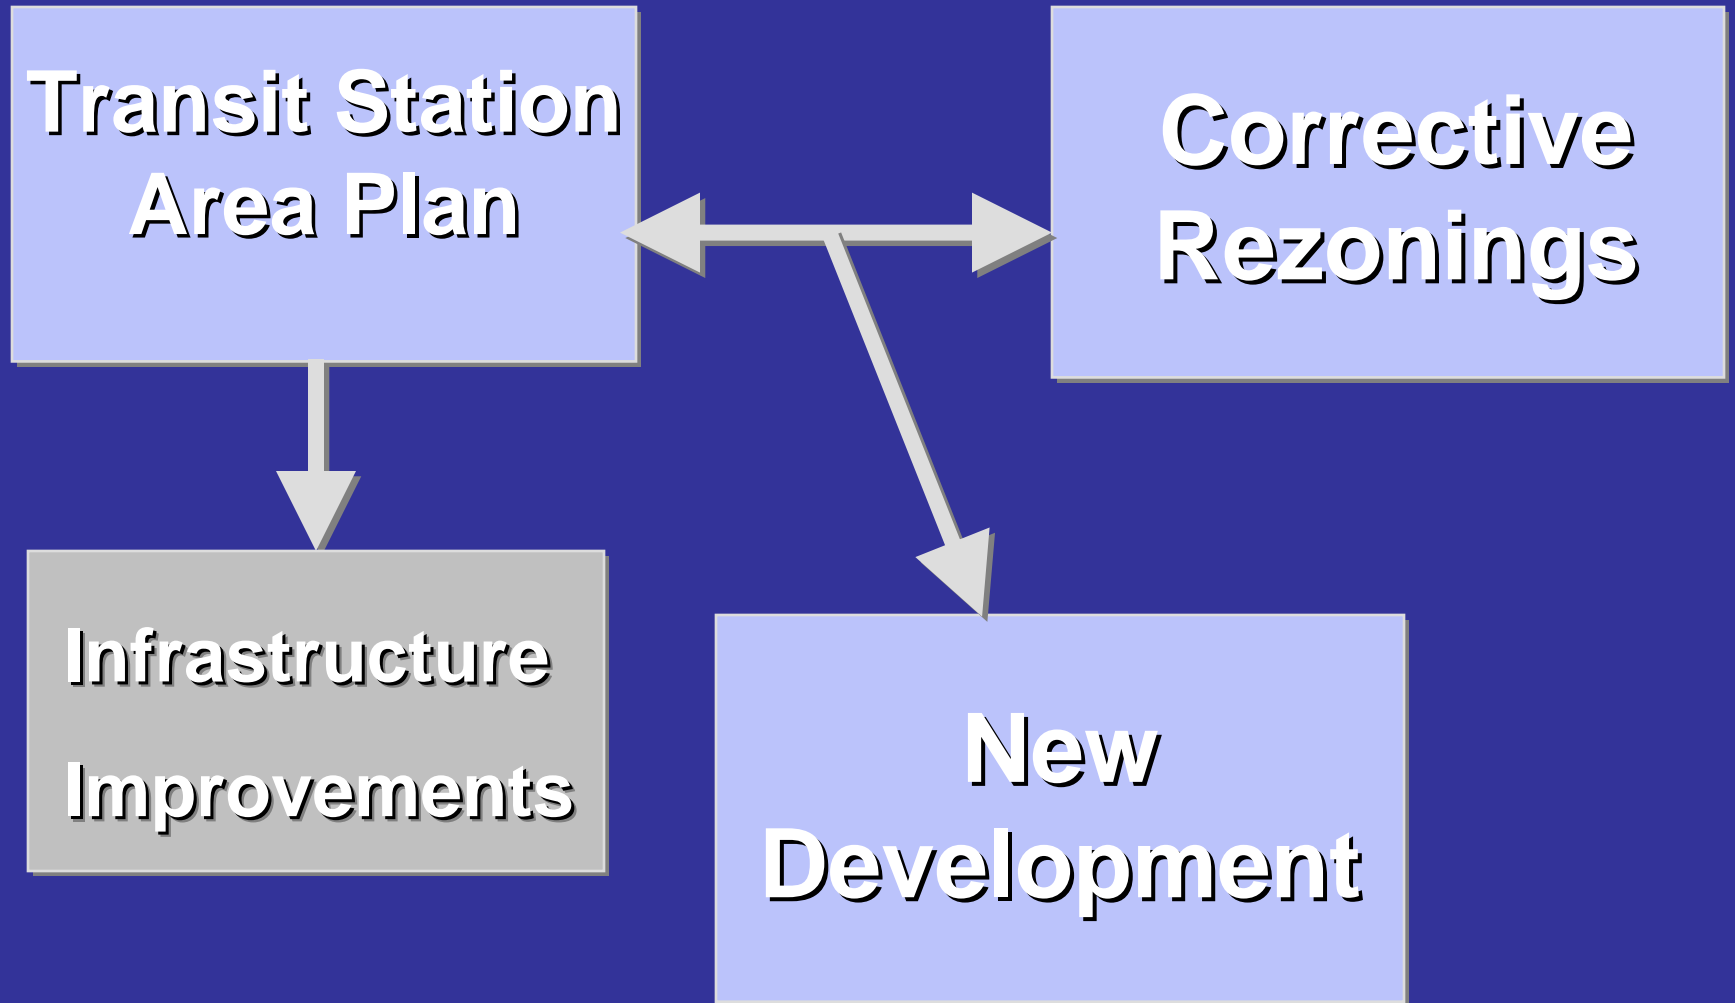 Transit Station
Area Plan
Corrective
Rezonings
Infrastructure
Improvements
New
Development